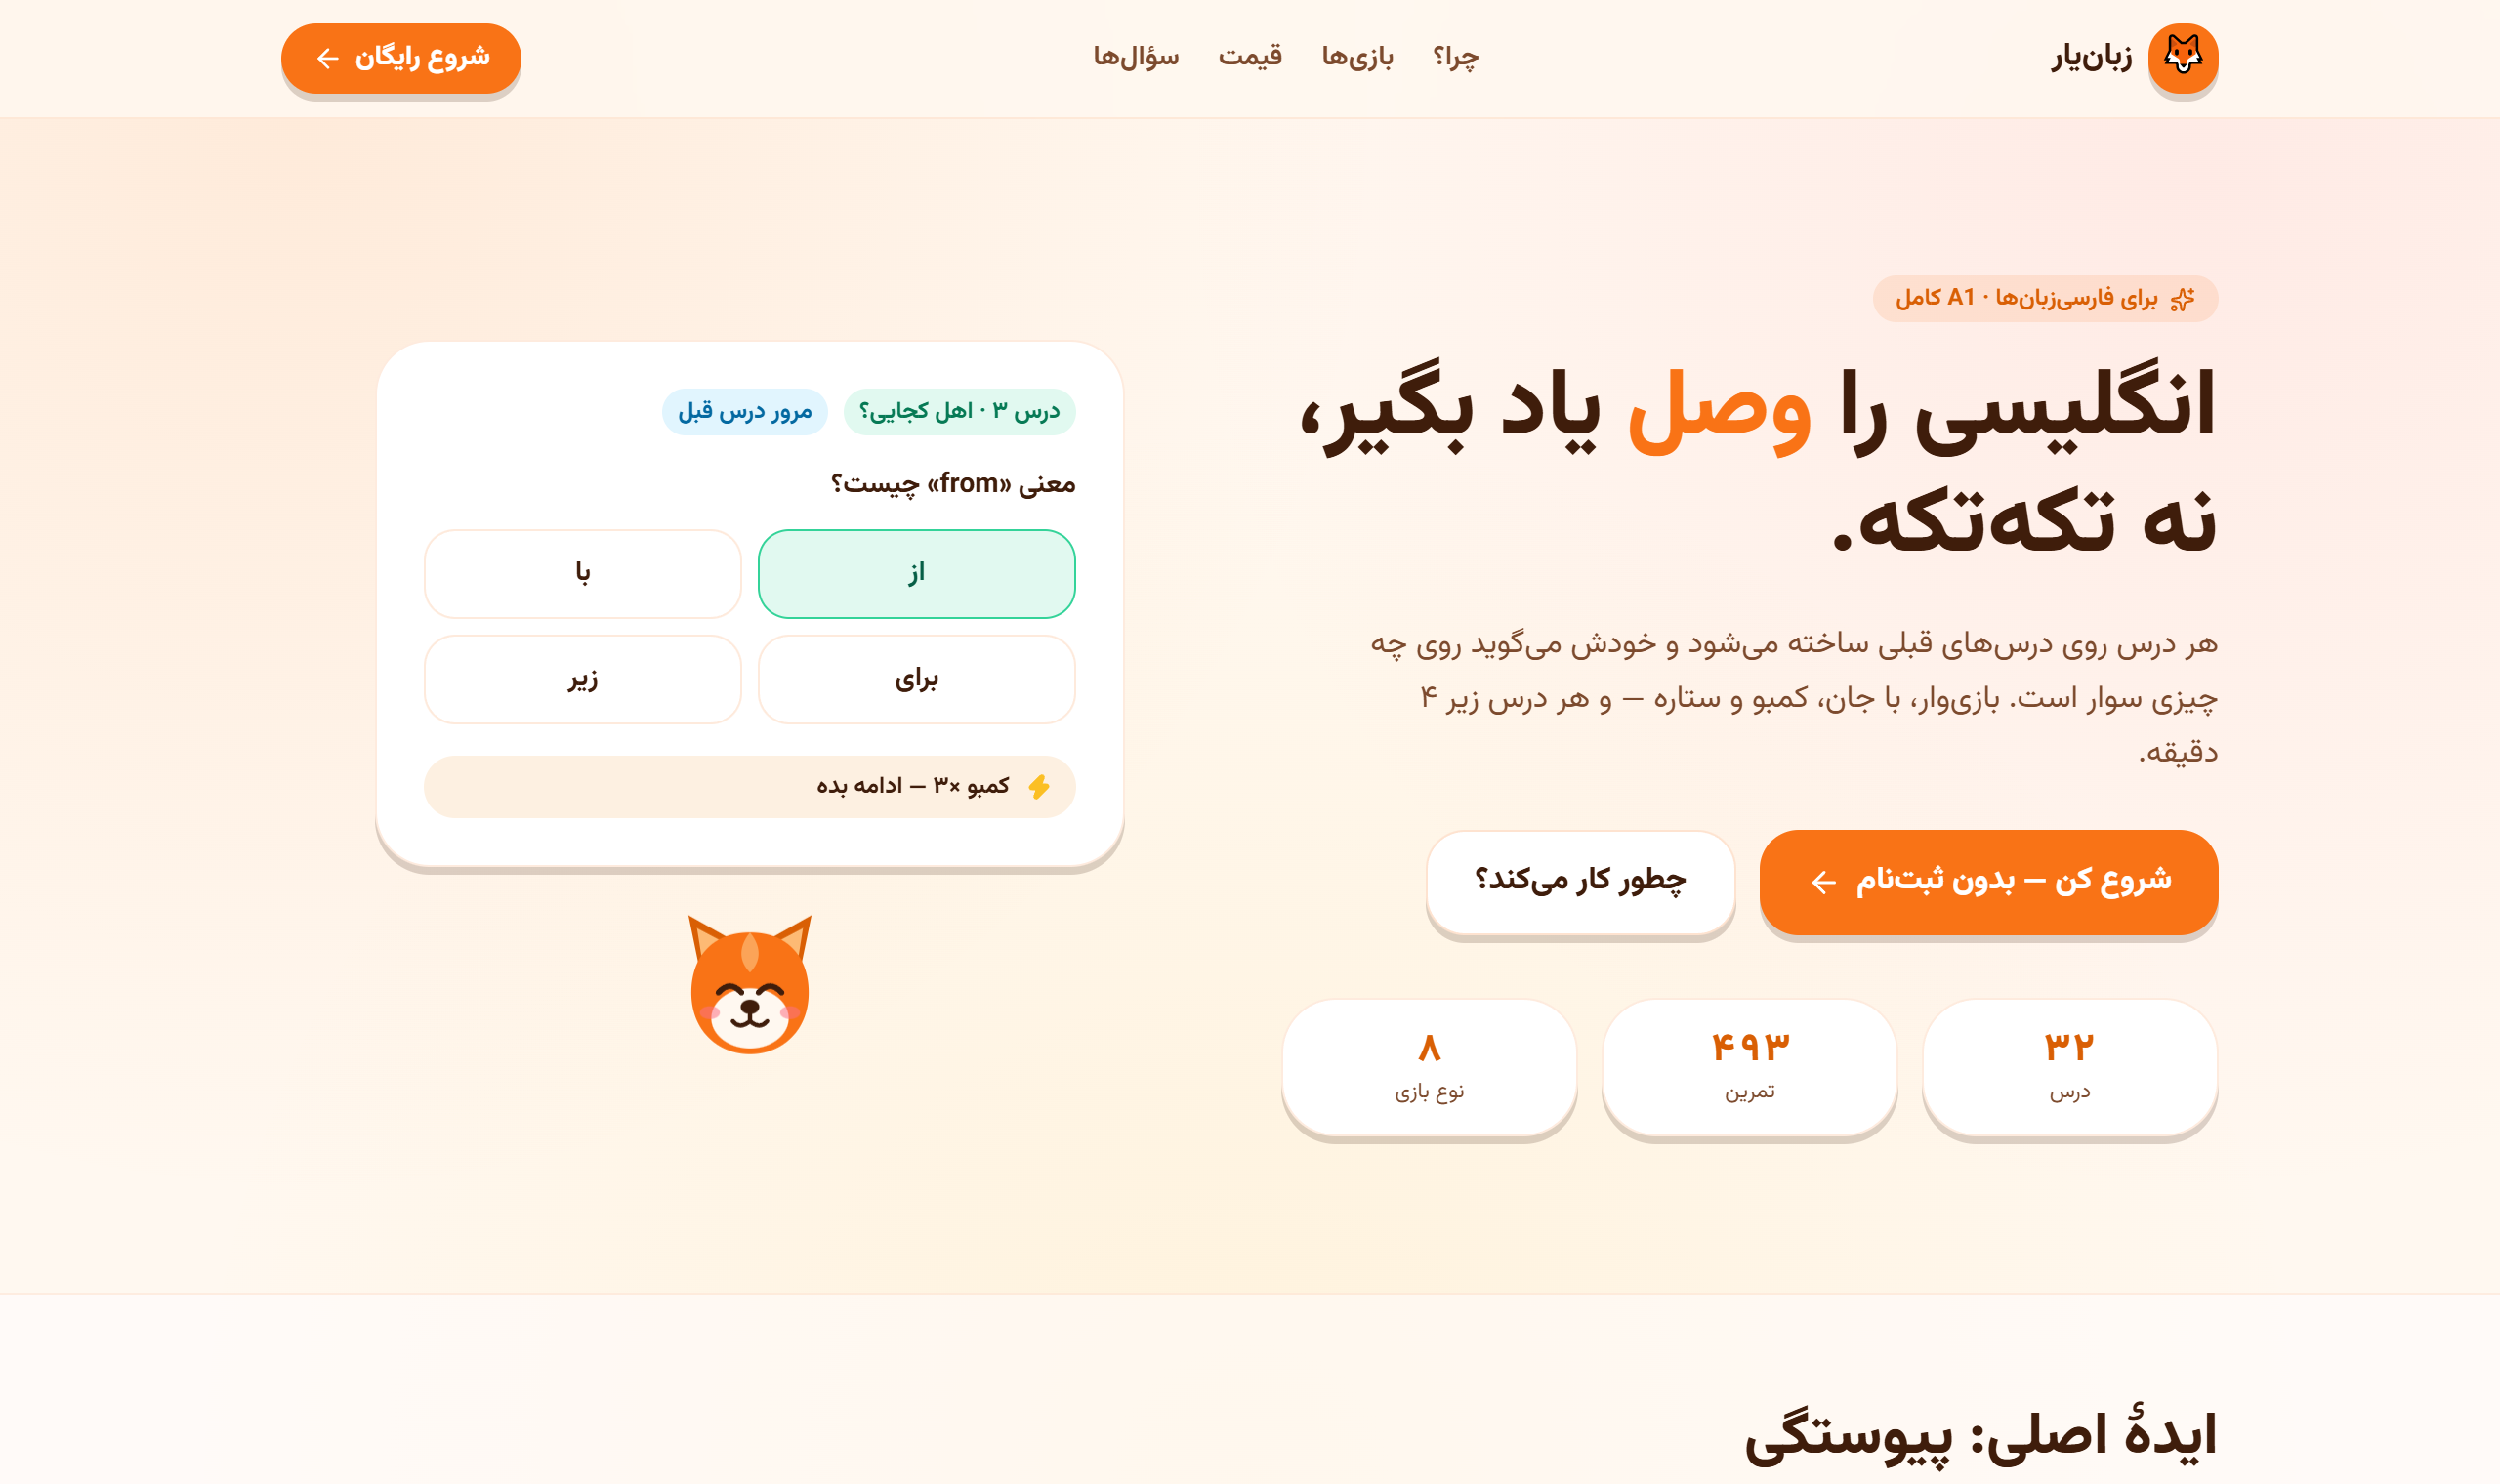 زبان‌یار
چرا؟
بازی‌ها
قیمت
سؤال‌ها
شروع رایگان
برای فارسی‌زبان‌ها · A1 کامل
انگلیسی را وصل یاد بگیر،
نه تکه‌تکه.
هر درس روی درس‌های قبلی ساخته می‌شود و خودش می‌گوید روی چه
چیزی سوار است. بازی‌وار، با جان، کمبو و ستاره — و هر درس زیر ۴
دقیقه.
شروع کن — بدون ثبت‌نام
چطور کار می‌کند؟
۳۲
درس
۴۹۳
تمرین
۸
نوع بازی
درس ۳ · اهل کجایی؟
مرور درس قبل
معنی «from» چیست؟
از
با
برای
زیر
کمبو ×۳ — ادامه بده
ایدهٔ اصلی: پیوستگی